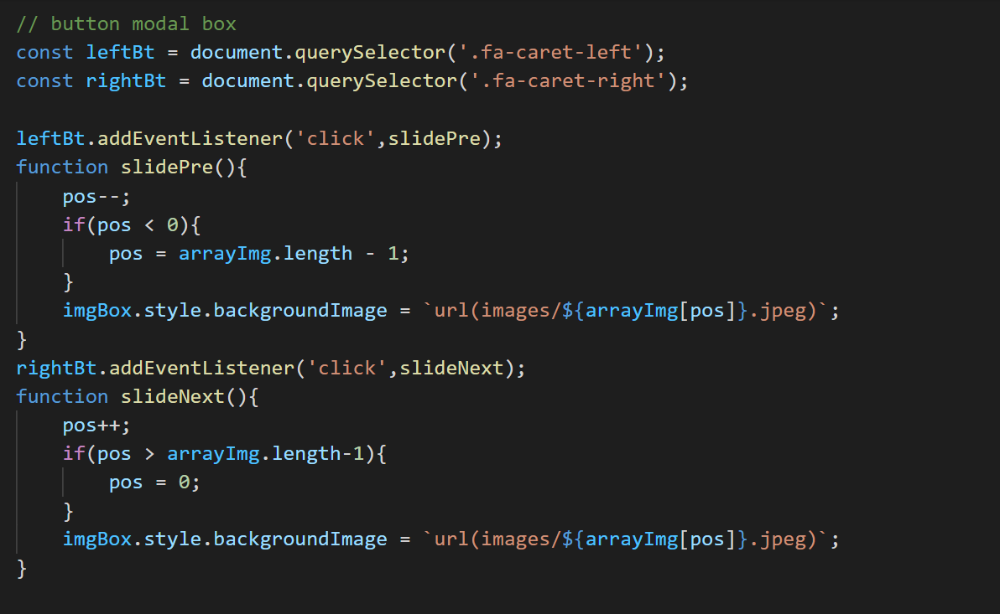 // button modal box
const leftBt = document.querySelector('.fa-caret-left');
const rightBt = document.querySelector('.fa-caret-right');

leftBt.addEventListener('click',slidePre);
function slidePre(){
    pos--;
    if(pos < 0){
        pos = arrayImg.length - 1;
    }
    imgBox.style.backgroundImage = `url(images/${arrayImg[pos]}.jpeg)`;
}
rightBt.addEventListener('click',slideNext);
function slideNext(){
    pos++;
    if(pos > arrayImg.length-1){
        pos = 0;
    }
    imgBox.style.backgroundImage = `url(images/${arrayImg[pos]}.jpeg)`;
}